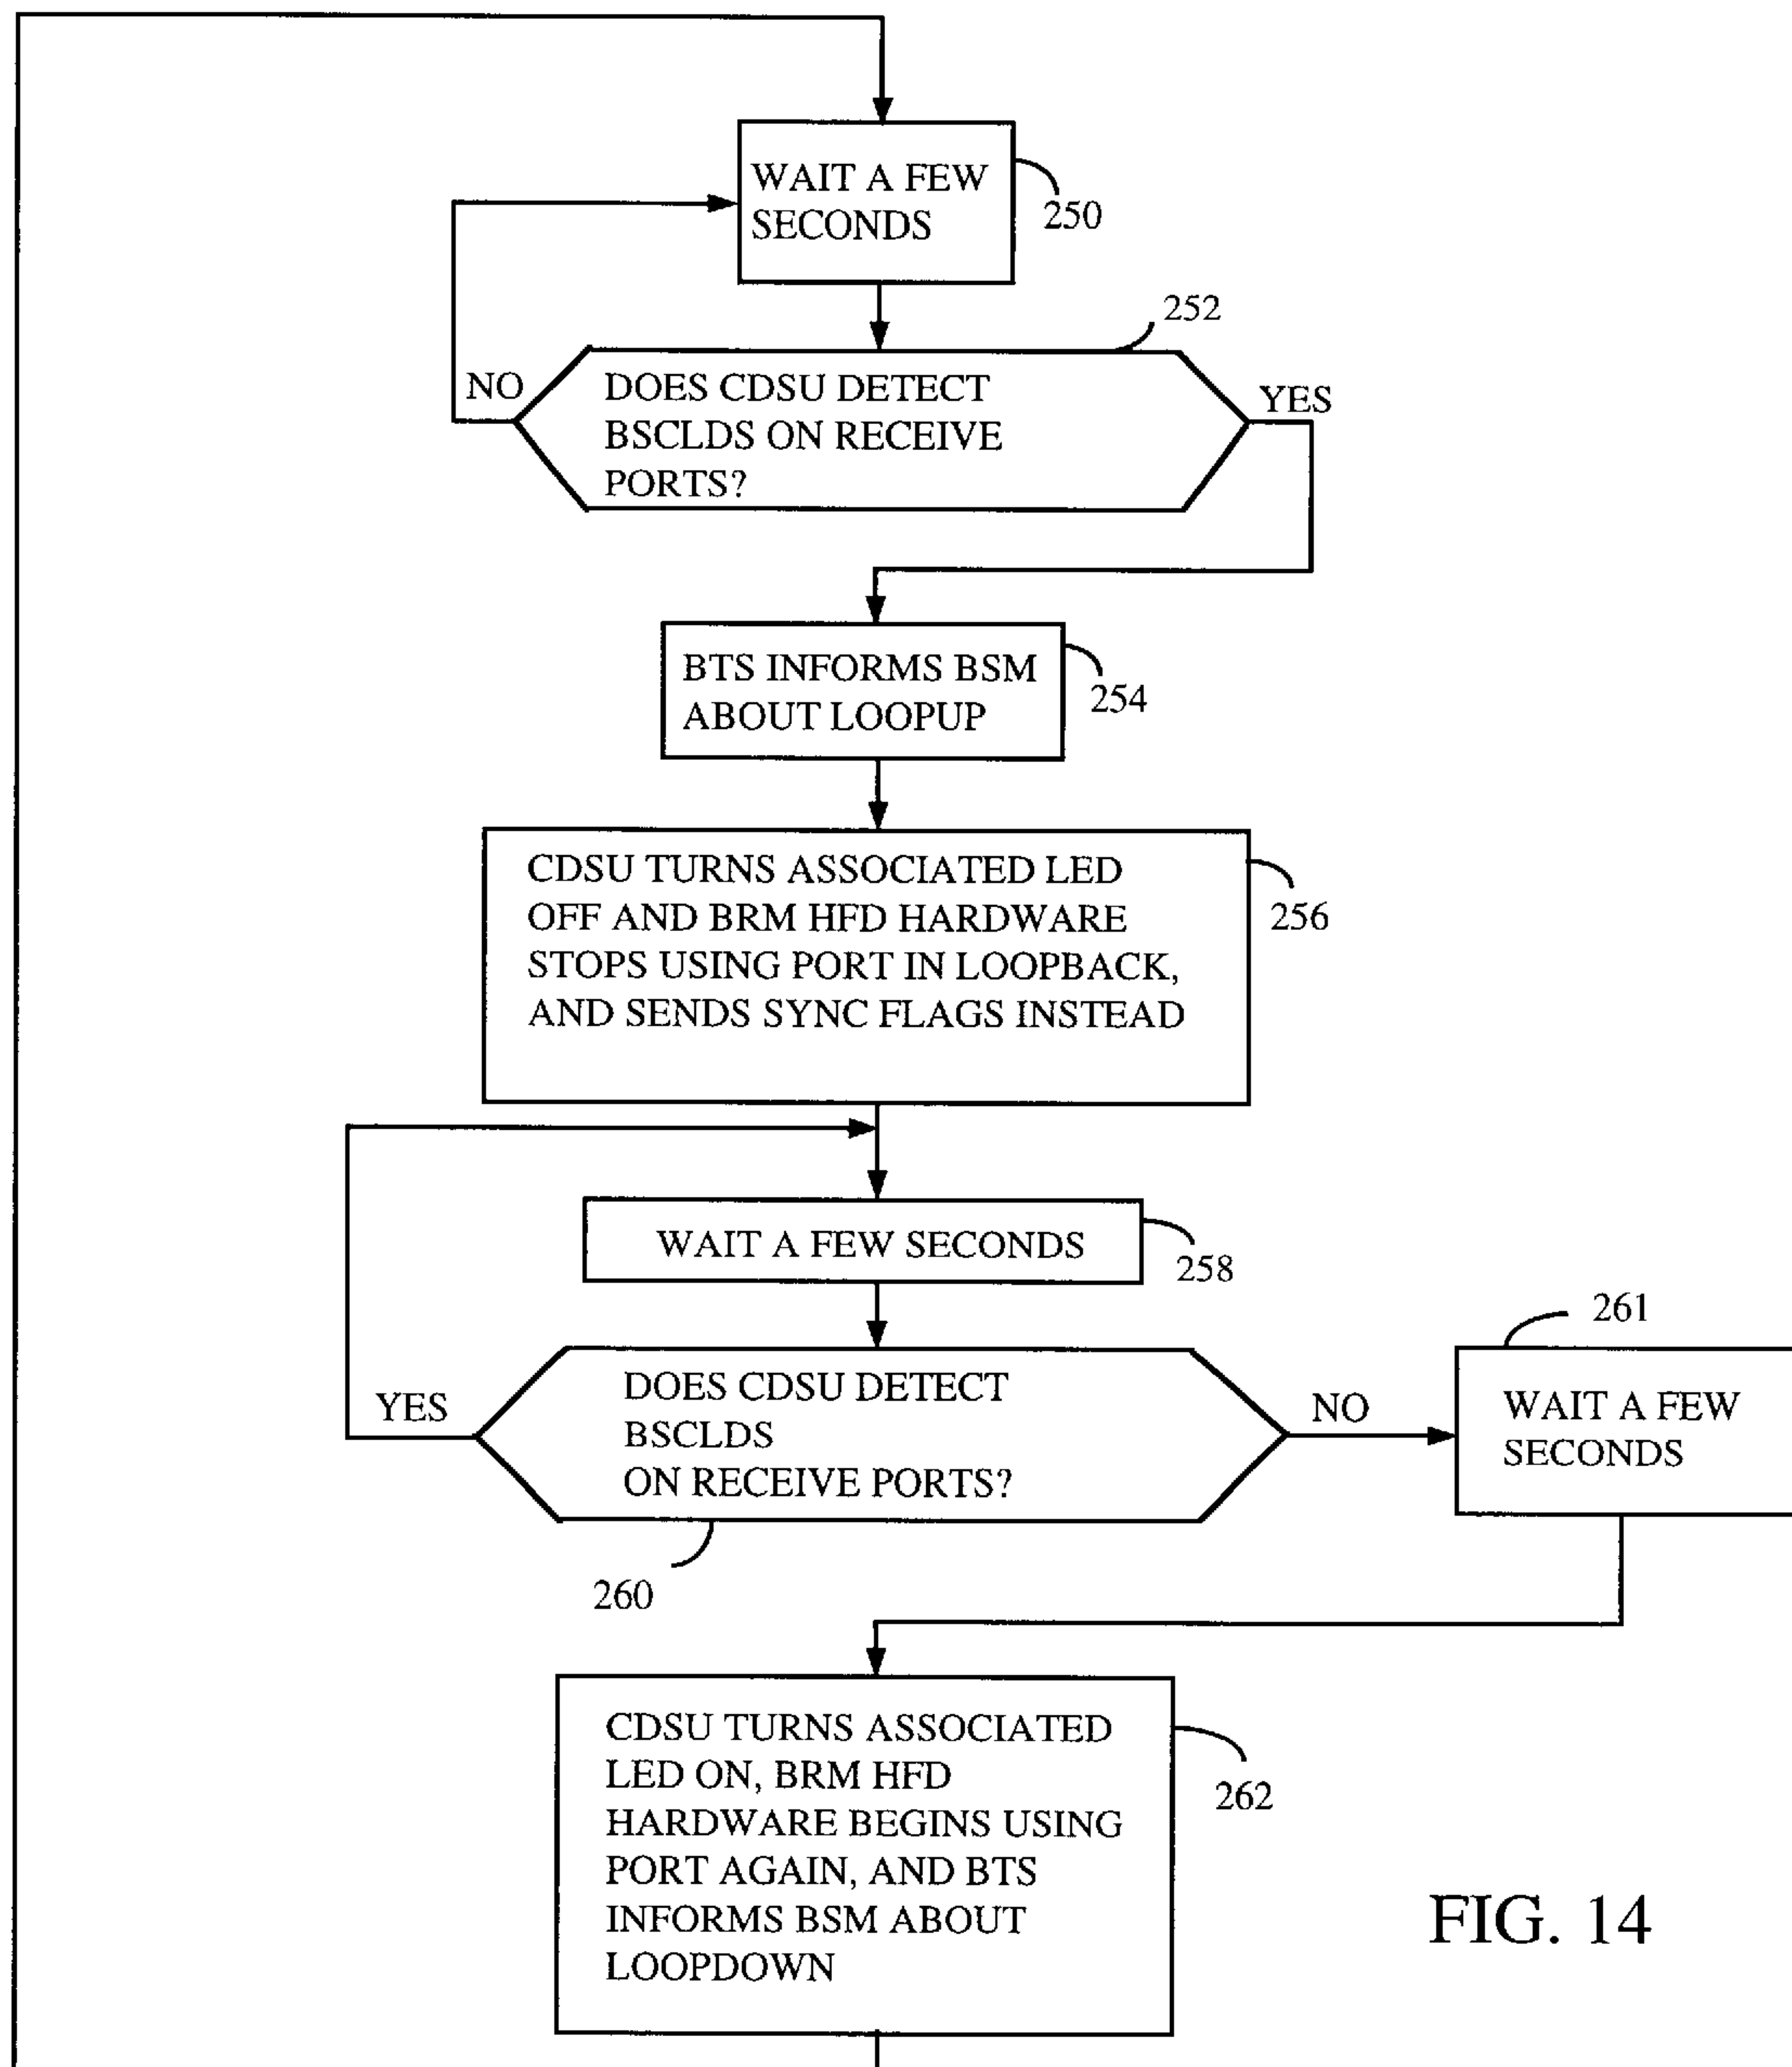 WAIT A FEW
SECONDS
250
252
NO
DOES CDSU DETECT
BSCLDS ON RECEIVE
PORTS?
YES
BTS INFORMS BSM
ABOUT LOOPUP
254
CDSU TURNS ASSOCIATED LED
OFF AND BRM HFD HARDWARE
STOPS USING PORT IN LOOPBACK,
AND SENDS SYNC FLAGS INSTEAD
256
WAIT A FEW SECONDS
258
YES
DOES CDSU DETECT
BSCLDS
ON RECEIVE PORTS?
NO
261
WAIT A FEW
SECONDS
260
CDSU TURNS ASSOCIATED
LED ON, BRM HFD
HARDWARE BEGINS USING
PORT AGAIN, AND BTS
INFORMS BSM ABOUT
LOOPDOWN
262
FIG. 14